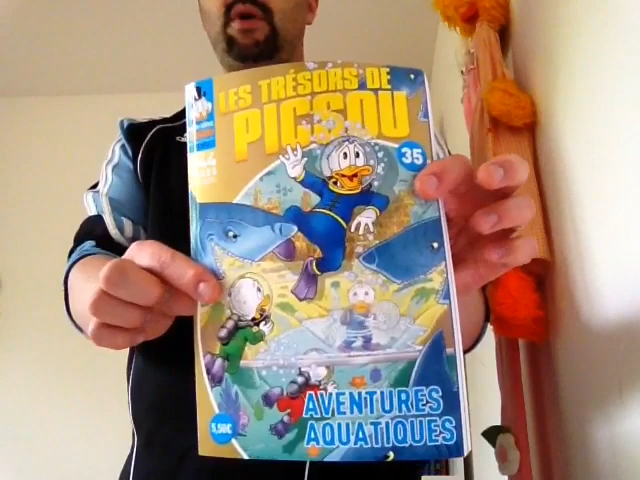 LES TRÉSORS DE
PICSOU
35
AVENTURES
AQUATIQUES
5,50€